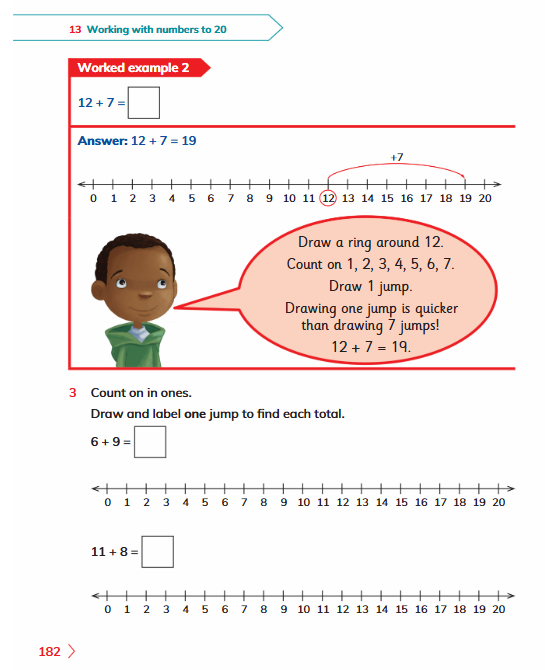 13 Working with numbers to 20
Worked example 2
12 + 7 =
Answer: 12 + 7 = 19
+7
0 1 2 3 4 5 6 7 8 9 10 11 12 13 14 15 16 17 18 19 20
Draw a ring around 12.
Count on 1, 2, 3, 4, 5, 6, 7.
Draw 1 jump.
Drawing one jump is quicker
than drawing 7 jumps!
12 + 7 = 19.
3 Count on in ones.
Draw and label one jump to find each total.
6 + 9 =
0 1 2 3 4 5 6 7 8 9 10 11 12 13 14 15 16 17 18 19 20
11 + 8 =
0 1 2 3 4 5 6 7 8 9 10 11 12 13 14 15 16 17 18 19 20
182